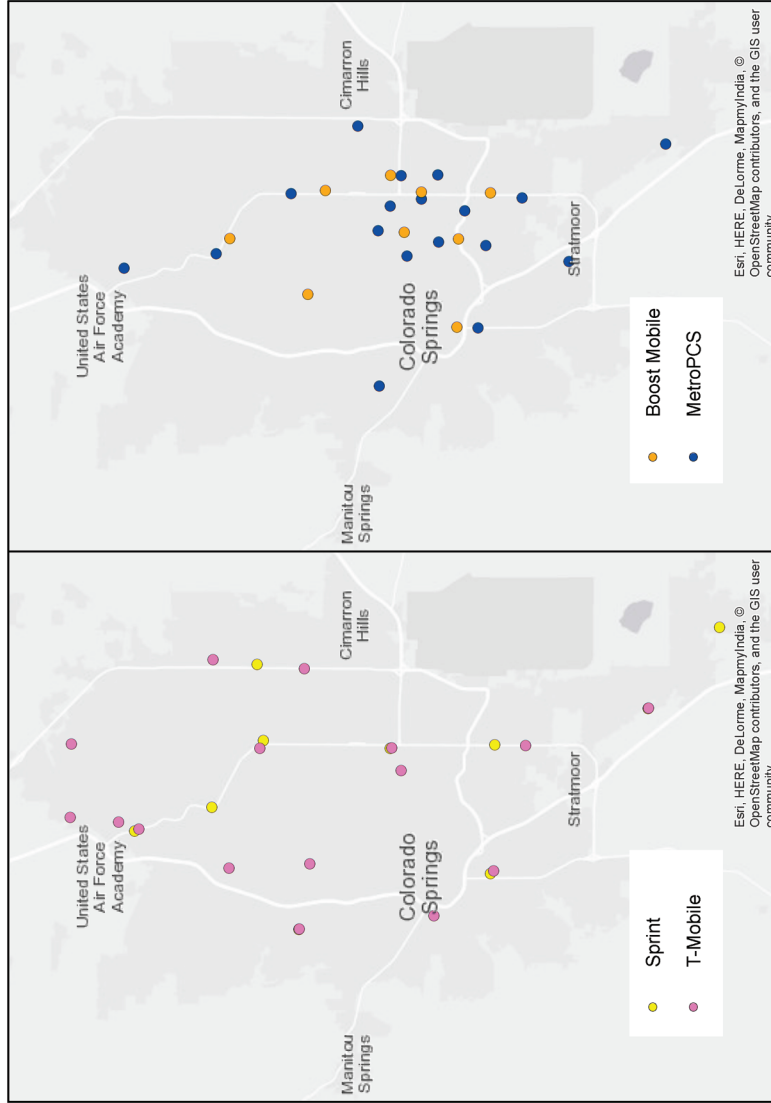 United States
Air Force
Academy
Manitou
Springs
Cimarron
Hills
Colorado
Springs
Stratmoor
Sprint
T-Mobile
Esri, HERE, DeLorme, MapmyIndia, ©
OpenStreetMap contributors, and the GIS user
community
United States
Air Force
Academy
Manitou
Springs
Cimarron
Hills
Colorado
Springs
Stratmoor
Boost Mobile
MetroPCS
Esri, HERE, DeLorme, MapmyIndia, ©
OpenStreetMap contributors, and the GIS user
community